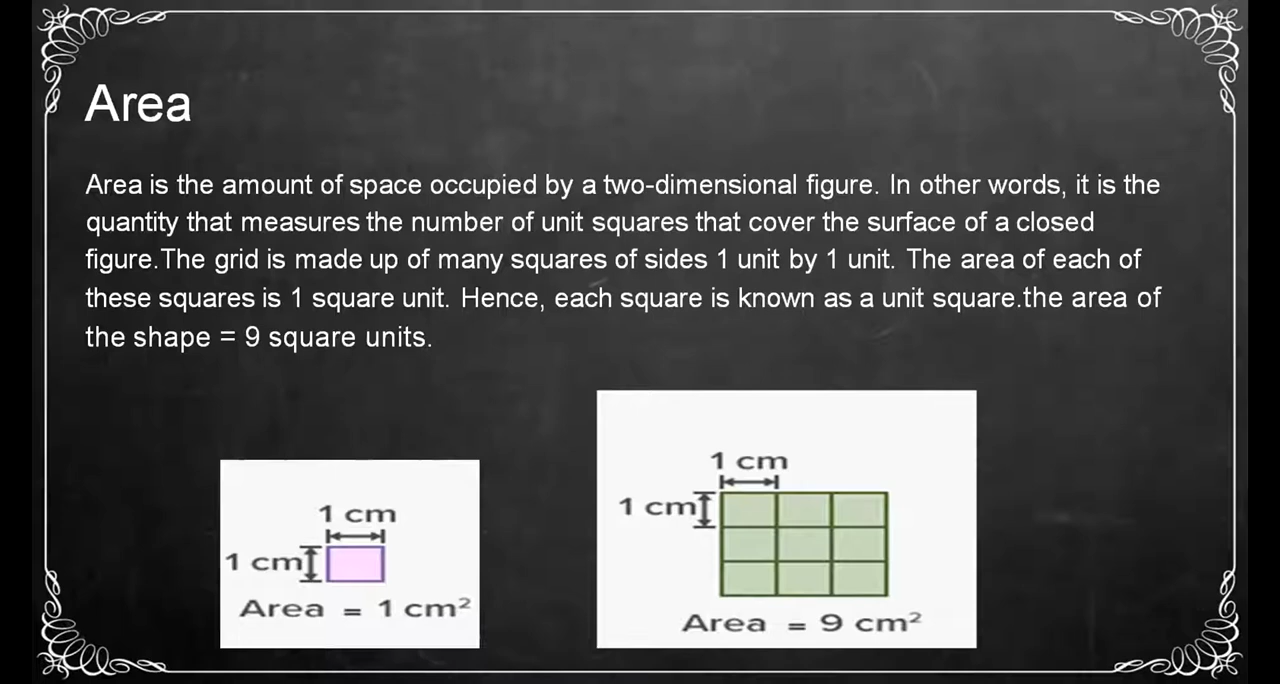 Area
Area is the amount of space occupied by a two-dimensional figure. In other words, it is the
quantity that measures the number of unit squares that cover the surface of a closed
figure.The grid is made up of many squares of sides 1 unit by 1 unit. The area of each of
these squares is 1 square unit. Hence, each square is known as a unit square.the area of
the shape = 9 square units.
1 cm
1 cm
Area = 1 cm²
1 cm
1 cm
Area = 9 cm²